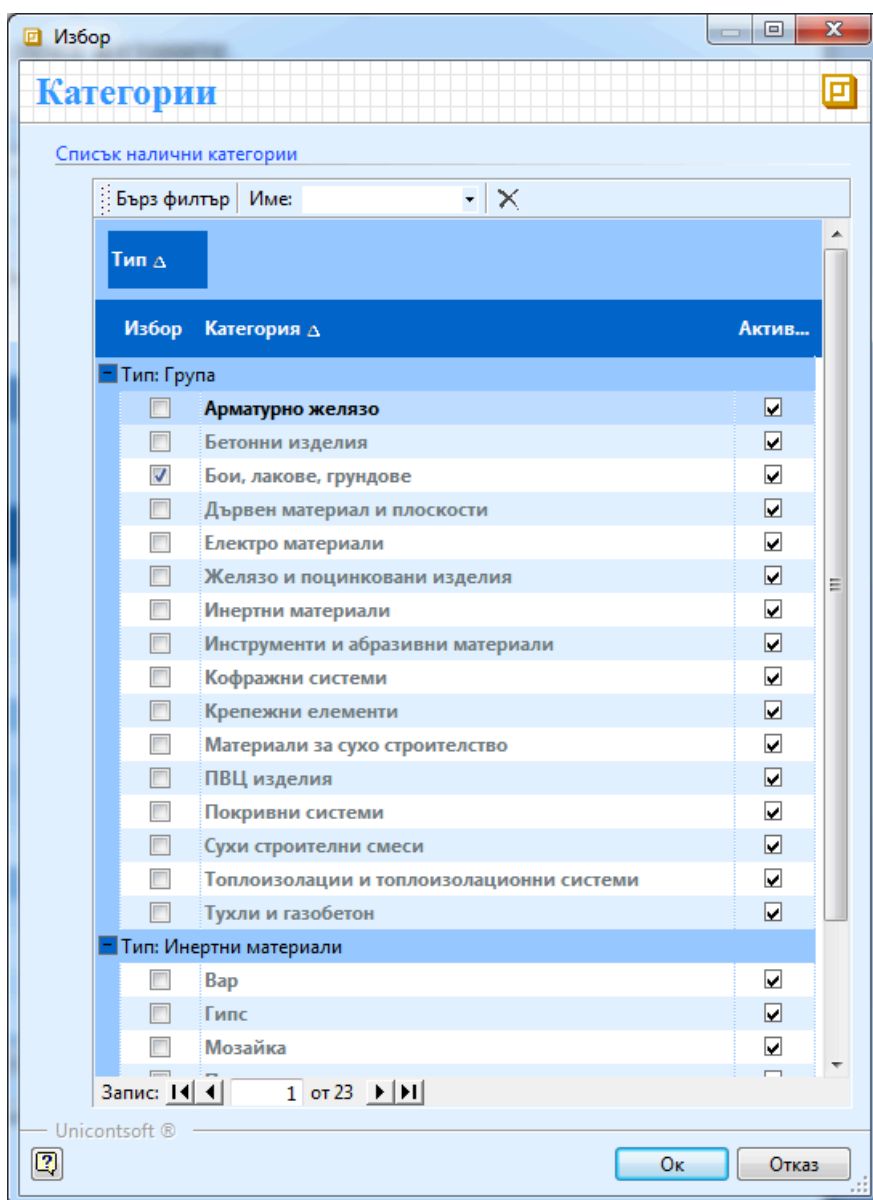 Избор
Категории
Списък налични категории
Бърз филтър Име:
Тип
Избор Категория Актив...
Тип: Група
Арматурно желязо
Бетонни изделия
Бои, лакове, грундове
Дървен материал и плоскости
Електро материали
Желязо и поцинковани изделия
Инертни материали
Инструменти и абразивни материали
Кофражни системи
Крепежни елементи
Материали за сухо строителство
ПВЦ изделия
Покривни системи
Сухи строителни смеси
Топлоизолации и топлоизолационни системи
Тухли и газобетон
Тип: Инертни материали
Вар
Гипс
Мозайка
Запис: 1 от 23
Unicontsoft ®
Ок Отказ